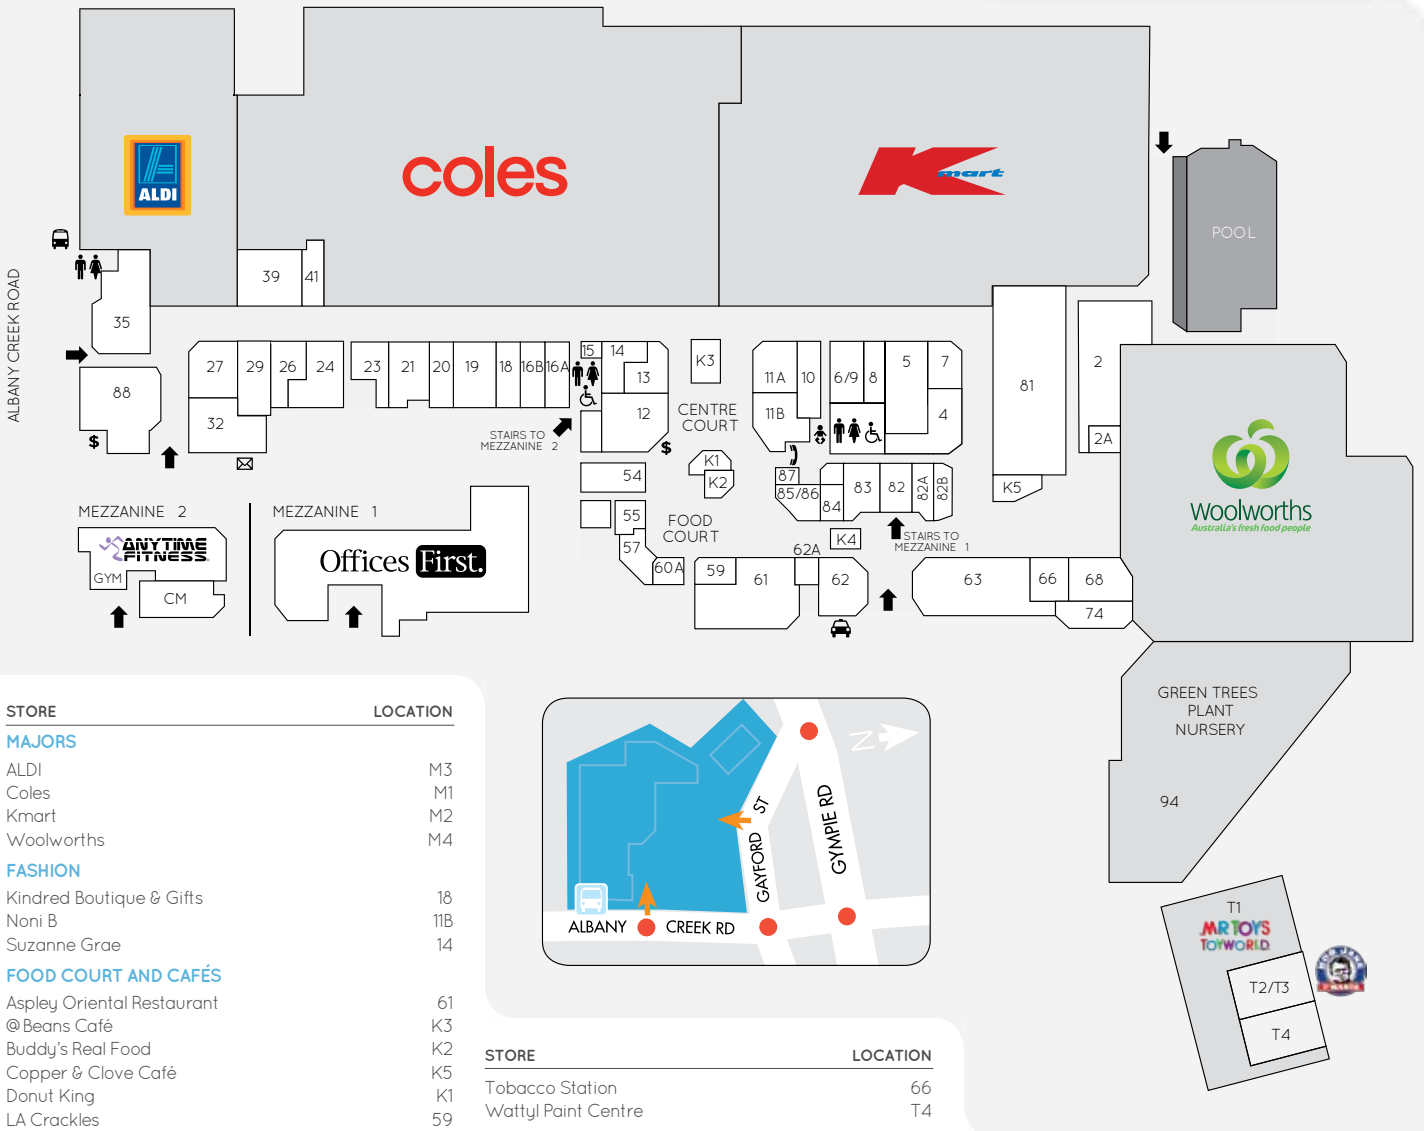 ALDI
coles
Kmart
POOL
ALBANY CREEK ROAD
39
41
35
88
$
27
29
26
24
32
23
21
20
19
18
16B
16A
15
14
13
12
K3
CENTRE
COURT
STAIRS TO
MEZZANINE 2
$
11A
10
11B
6/9
8
5
7
4
81
2
2A
K5
K1
K2
54
55
57
60A
FOOD
COURT
87
85/86
84
83
82
82A
82B
K4
STAIRS TO
MEZZANINE 1
62A
59
61
62
63
66
68
74
Woolworths
Australia's fresh food people
MEZZANINE 2
ANYTIME
FITNESS
GYM
CM
MEZZANINE 1
Offices First.
GREEN TREES
PLANT
NURSERY
94
T1
MR TOYS
TOYWORLD
T2/T3
T4
N
GAYFORD ST
GYMPIE RD
ALBANY CREEK RD
STORE LOCATION
MAJORS
ALDI M3
Coles M1
Kmart M2
Woolworths M4
FASHION
Kindred Boutique & Gifts 18
Noni B 11B
Suzanne Grae 14
FOOD COURT AND CAFÉS
Aspley Oriental Restaurant 61
@Beans Café K3
Buddy's Real Food K2
Copper & Clove Café K5
Donut King K1
LA Crackles 59
STORE LOCATION
Tobacco Station 66
Wattyl Paint Centre T4